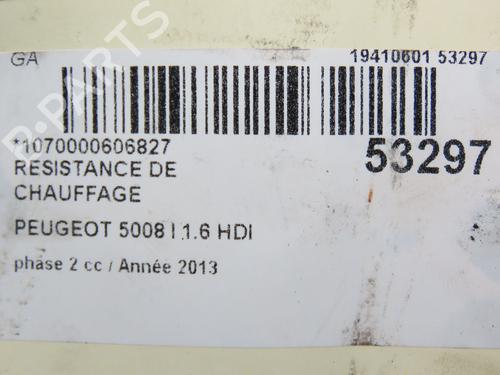 GA
19410601 53297
*1070000606827
53297
RESISTANCE DE
CHAUFFAGE
PEUGEOT 5008 I 1.6 HDI
phase 2 cc / Année 2013
B-PARTS